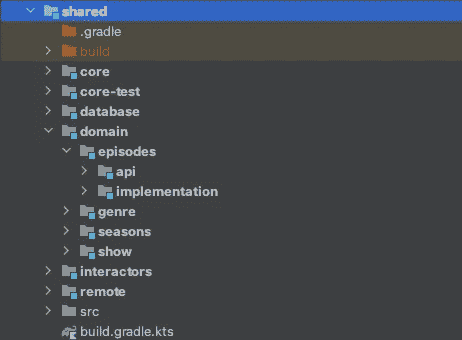 shared
.gradle
build
core
core-test
database
domain
episodes
api
implementation
genre
seasons
show
interactors
remote
src
build.gradle.kts